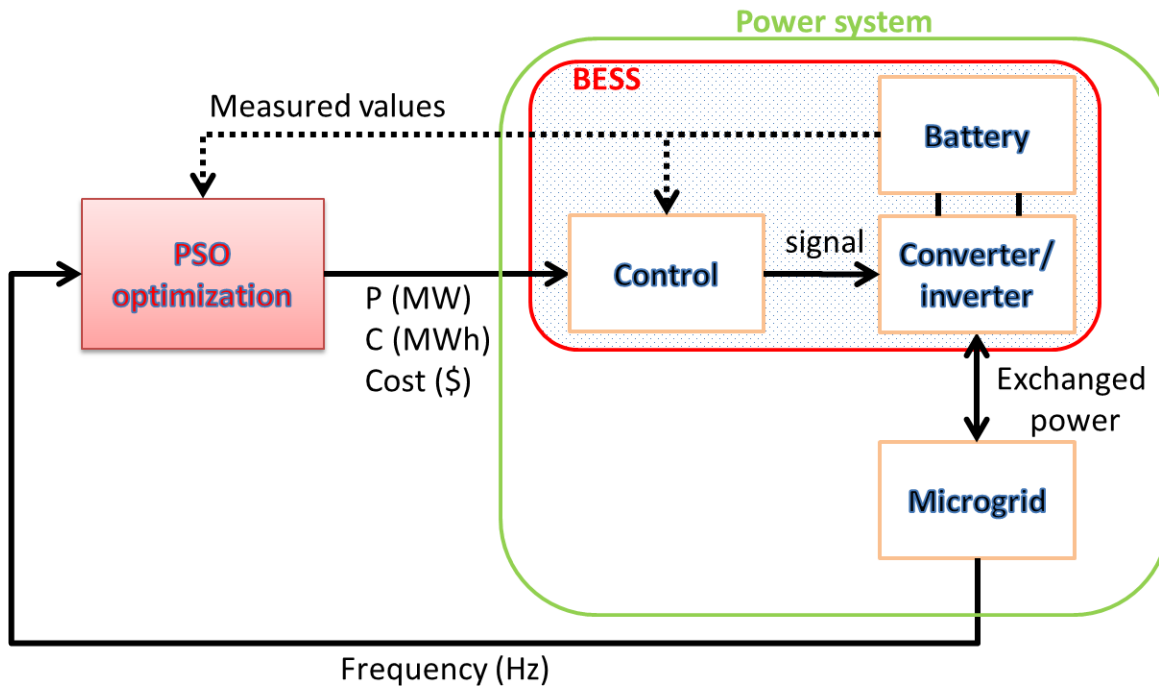 Power system
BESS
Measured values
Battery
PSO
optimization
Control
signal
Converter/
inverter
P (MW)
C (MWh)
Cost ($)
Exchanged
power
Microgrid
Frequency (Hz)